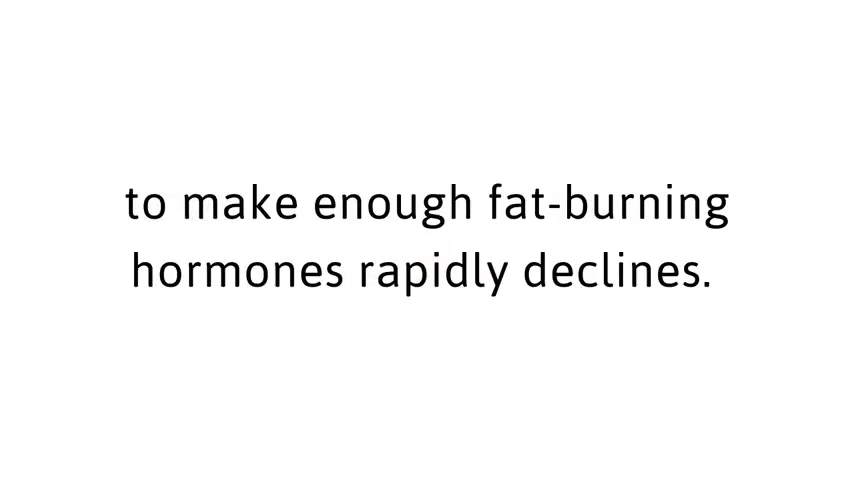 to make enough fat-burning
hormones rapidly declines.